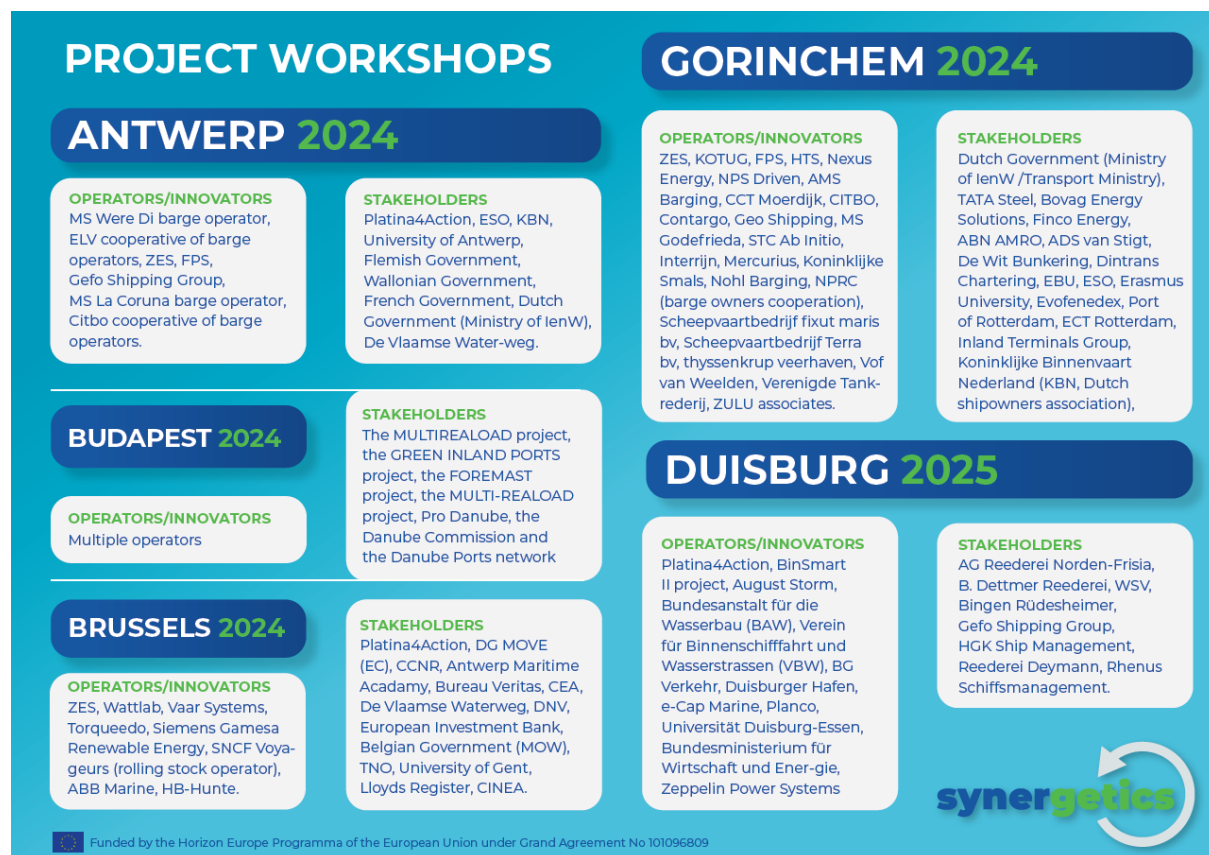 PROJECT WORKSHOPS
ANTWERP 2024
OPERATORS/INNOVATORS
MS Were Di barge operator,
ELV cooperative of barge
operators, ZES, FPS,
Gefo Shipping Group,
MS La Coruna barge operator,
Citbo cooperative of barge
operators.
STAKEHOLDERS
Platina4Action, ESO, KBN,
University of Antwerp,
Flemish Government,
Wallonian Government,
French Government, Dutch
Government (Ministry of IenW),
De Vlaamse Water-weg.
BUDAPEST 2024
OPERATORS/INNOVATORS
Multiple operators
STAKEHOLDERS
The MULTIREALOAD project,
the GREEN INLAND PORTS
project, the FOREMAST
project, the MULTI-REALOAD
project, Pro Danube, the
Danube Commission and
the Danube Ports network
BRUSSELS 2024
OPERATORS/INNOVATORS
ZES, Wattlab, Vaar Systems,
Torqueedo, Siemens Gamesa
Renewable Energy, SNCF Voya-
geurs (rolling stock operator),
ABB Marine, HB-Hunte.
STAKEHOLDERS
Platina4Action, DG MOVE
(EC), CCNR, Antwerp Maritime
Acadamy, Bureau Veritas, CEA,
De Vlaamse Waterweg, DNV,
European Investment Bank,
Belgian Government (MOW),
TNO, University of Gent,
Lloyds Register, CINEA.
GORINCHEM 2024
OPERATORS/INNOVATORS
ZES, KOTUG, FPS, HTS, Nexus
Energy, NPS Driven, AMS
Barging, CCT Moerdijk, CITBO,
Contargo, Geo Shipping, MS
Godefrieda, STC Ab Initio,
Interrijn, Mercurius, Koninklijke
Smals, Nohl Barging, NPRC
(barge owners cooperation),
Scheepvaartbedrijf fixut maris
bv, Scheepvaartbedrijf Terra
bv, thyssenkrup veerhaven, Vof
van Weelden, Verenigde Tank-
rederij, ZULU associates.
STAKEHOLDERS
Dutch Government (Ministry
of IenW /Transport Ministry),
TATA Steel, Bovag Energy
Solutions, Finco Energy,
ABN AMRO, ADS van Stigt,
De Wit Bunkering, Dintrans
Chartering, EBU, ESO, Erasmus
University, Evofenedex, Port
of Rotterdam, ECT Rotterdam,
Inland Terminals Group,
Koninklijke Binnenvaart
Nederland (KBN, Dutch
shipowners association),
DUISBURG 2025
OPERATORS/INNOVATORS
Platina4Action, BinSmart
II project, August Storm,
Bundesanstalt für die
Wasserbau (BAW), Verein
für Binnenschifffahrt und
Wasserstrassen (VBW), BG
Verkehr, Duisburger Hafen,
e-Cap Marine, Planco,
Universität Duisburg-Essen,
Bundesministerium für
Wirtschaft und Ener-gie,
Zeppelin Power Systems
STAKEHOLDERS
AG Reederei Norden-Frisia,
B. Dettmer Reederei, WSV,
Bingen Rüdesheimer,
Gefo Shipping Group,
HGK Ship Management,
Reederei Deymann, Rhenus
Schiffsmanagement.
synergetics
Funded by the Horizon Europe Programma of the European Union under Grand Agreement No 101096809